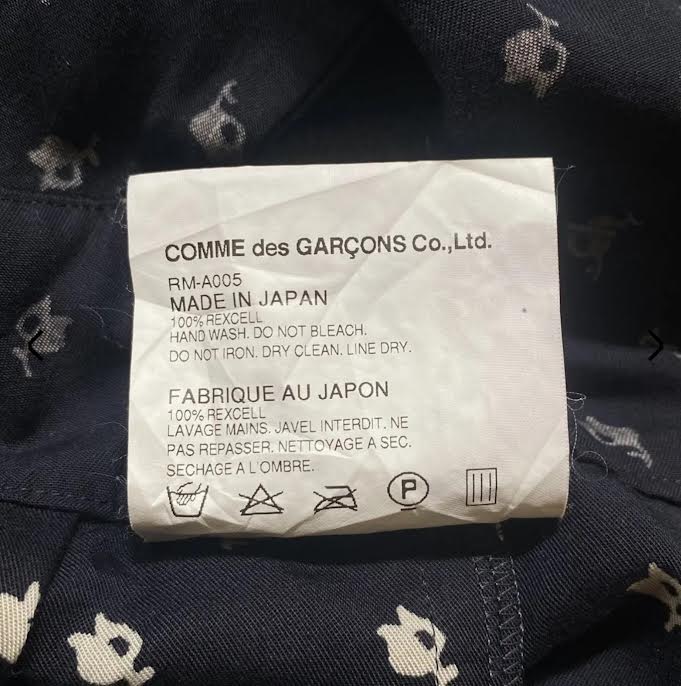 COMME des GARÇONS Co.,Ltd.
RM-A005
MADE IN JAPAN
100% REXCELL
HAND WASH. DO NOT BLEACH.
DO NOT IRON. DRY CLEAN. LINE DRY.
FABRIQUE AU JAPON
100% REXCELL
LAVAGE MAINS. JAVEL INTERDIT. NE
PAS REPASSER. NETTOYAGE A SEC.
SECHAGE A L'OMBRE.
P